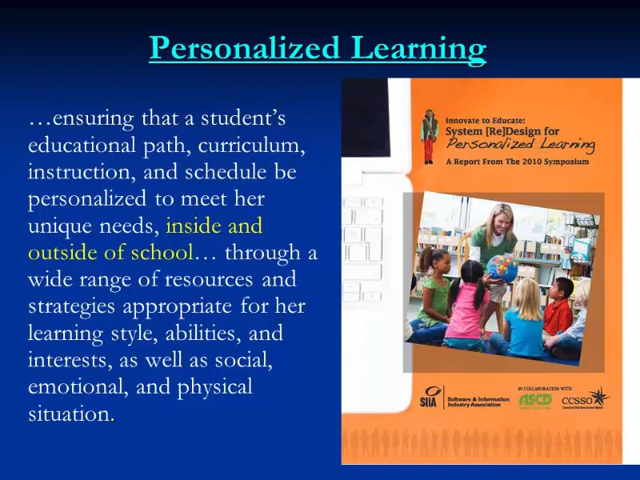 Personalized Learning
…ensuring that a student's
educational path, curriculum,
instruction, and schedule be
personalized to meet her
unique needs, inside and
outside of school… through a
wide range of resources and
strategies appropriate for her
learning style, abilities, and
interests, as well as social,
emotional, and physical
situation.
Innovate to Educate:
System [Re]Design for
Personalized Learning
A Report From The 2010 Symposium
SIIA
Software & Information
Industry Association
IN COLLABORATION WITH
ASCD
CCSSO